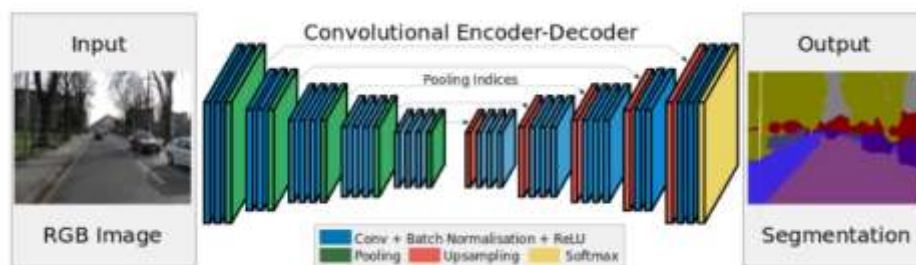 Input
Convolutional Encoder-Decoder
Output
Pooling Indices
RGB Image
Conv + Batch Normalisation + ReLU
Pooling
Upsampling
Softmax
Segmentation